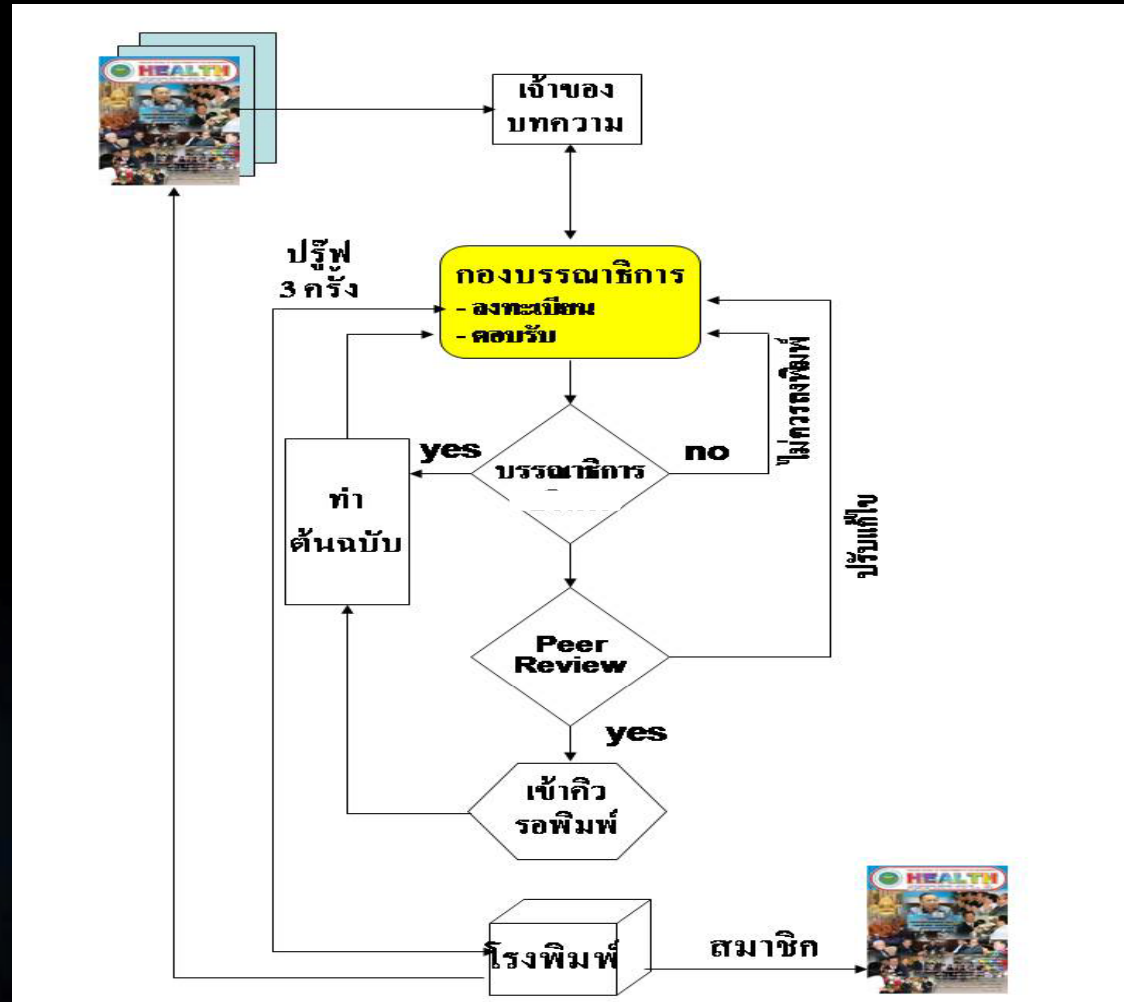 HEALTH
เจ้าของ
บทความ
ปรู๊ฟ
3 ครั้ง
กองบรรณาธิการ
- ลงทะเบียน
- ตอบรับ
yes
บรรณาธิการ
no
ไม่ควรลงพิมพ์
ทำ
ต้นฉบับ
ปรับแก้ไข
Peer
Review
yes
เข้าคิว
รอพิมพ์
HEALTH
โรงพิมพ์
สมาชิก